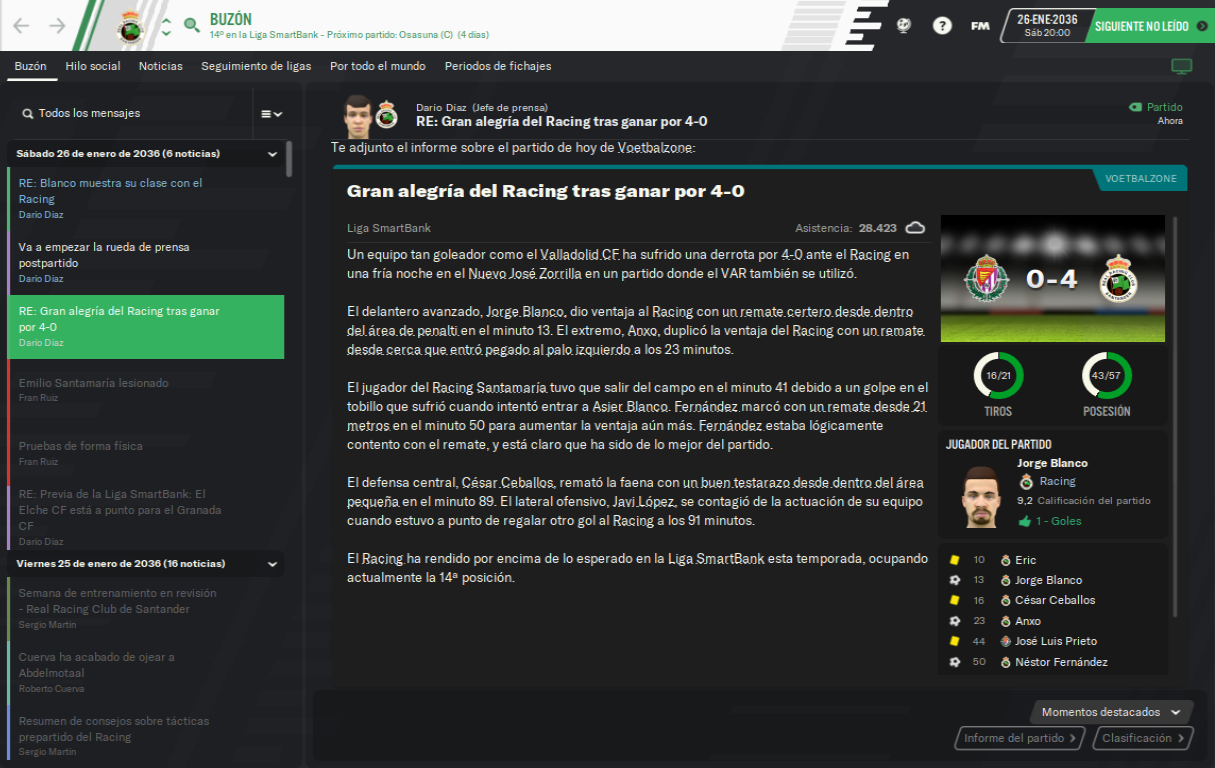 BUZÓN
14º en la Liga SmartBank - Próximo partido: Osasuna (C) (4 días)
?
FM
26-ENE-2036
Sáb 20:00
SIGUIENTE NO LEÍDO
Buzón
Hilo social
Noticias
Seguimiento de ligas
Por todo el mundo
Periodos de fichajes
Todos los mensajes
Sábado 26 de enero de 2036 (6 noticias)
RE: Blanco muestra su clase con el
Racing
Darío Díaz
Va a empezar la rueda de prensa
postpartido
Darío Díaz
RE: Gran alegría del Racing tras ganar
por 4-0
Darío Díaz
Emilio Santamaría lesionado
Fran Ruiz
Pruebas de forma física
Fran Ruiz
RE: Previa de la Liga SmartBank: El
Elche CF está a punto para el Granada
CF
Darío Díaz
Viernes 25 de enero de 2036 (16 noticias)
Semana de entrenamiento en revisión
- Real Racing Club de Santander
Sergio Martín
Cuerva ha acabado de ojear a
Abdelmotaal
Roberto Cuerva
Resumen de consejos sobre tácticas
prepartido del Racing
Sergio Martín
Darío Díaz (Jefe de prensa)
RE: Gran alegría del Racing tras ganar por 4-0
Partido
Ahora
Te adjunto el informe sobre el partido de hoy de Voetbalzone:
VOETBALZONE
Gran alegría del Racing tras ganar por 4-0
Liga SmartBank
Asistencia: 28.423
Un equipo tan goleador como el Valladolid CF ha sufrido una derrota por 4-0 ante el Racing en
una fría noche en el Nuevo José Zorrilla en un partido donde el VAR también se utilizó.
El delantero avanzado, Jorge Blanco, dio ventaja al Racing con un remate certero desde dentro
del área de penalti en el minuto 13. El extremo, Anxo, duplicó la ventaja del Racing con un remate
desde cerca que entró pegado al palo izquierdo a los 23 minutos.
El jugador del Racing Santamaría tuvo que salir del campo en el minuto 41 debido a un golpe en el
tobillo que sufrió cuando intentó entrar a Asier Blanco. Fernández marcó con un remate desde 21
metros en el minuto 50 para aumentar la ventaja aún más. Fernández estaba lógicamente
contento con el remate, y está claro que ha sido de lo mejor del partido.
El defensa central, César Ceballos, remató la faena con un buen testarazo desde dentro del área
pequeña en el minuto 89. El lateral ofensivo, Javi López, se contagió de la actuación de su equipo
cuando estuvo a punto de regalar otro gol al Racing a los 91 minutos.
El Racing ha rendido por encima de lo esperado en la Liga SmartBank esta temporada, ocupando
actualmente la 14ª posición.
0-4
16/21
TIROS
43/57
POSESIÓN
JUGADOR DEL PARTIDO
Jorge Blanco
Racing
9,2 Calificación del partido
1 - Goles
10 Eric
13 Jorge Blanco
16 César Ceballos
23 Anxo
44 José Luis Prieto
50 Néstor Fernández
Momentos destacados
Informe del partido
Clasificación